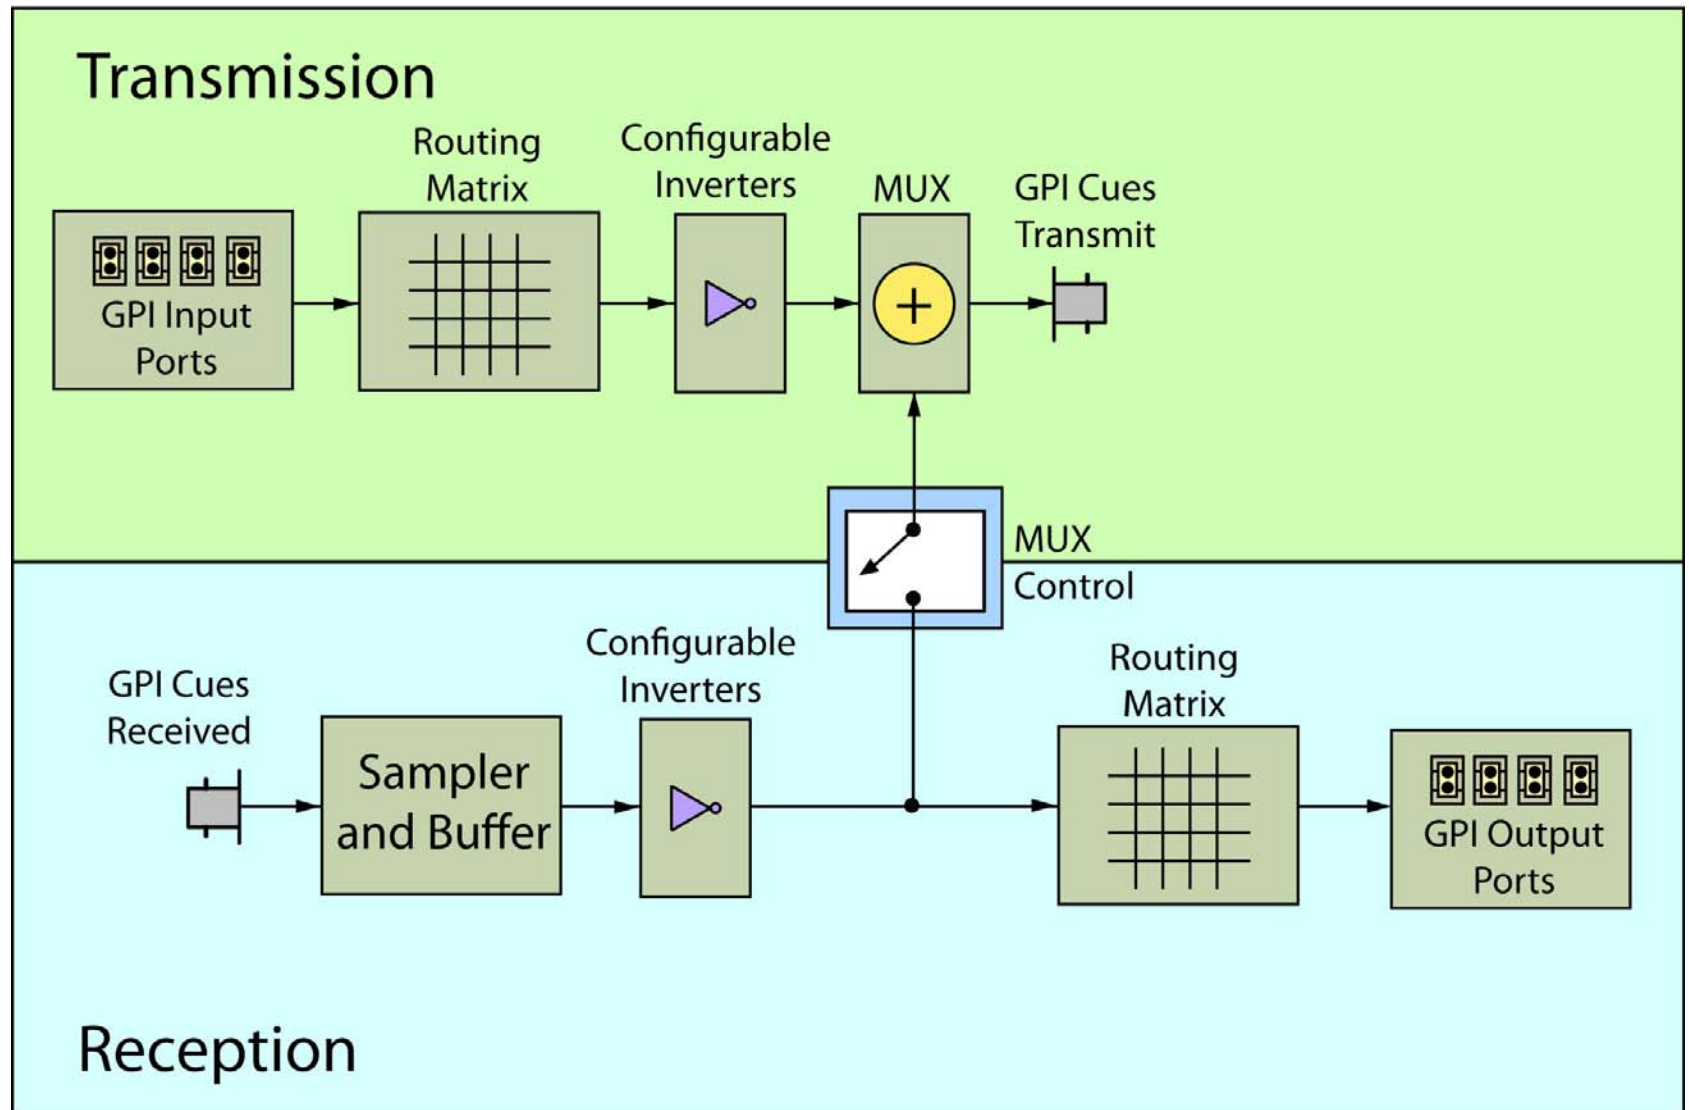 Transmission
Routing
Matrix
Configurable
Inverters
MUX
GPI Cues
Transmit
GPI Input
Ports
MUX
Control
GPI Cues
Received
Sampler
and Buffer
Configurable
Inverters
Routing
Matrix
GPI Output
Ports
Reception